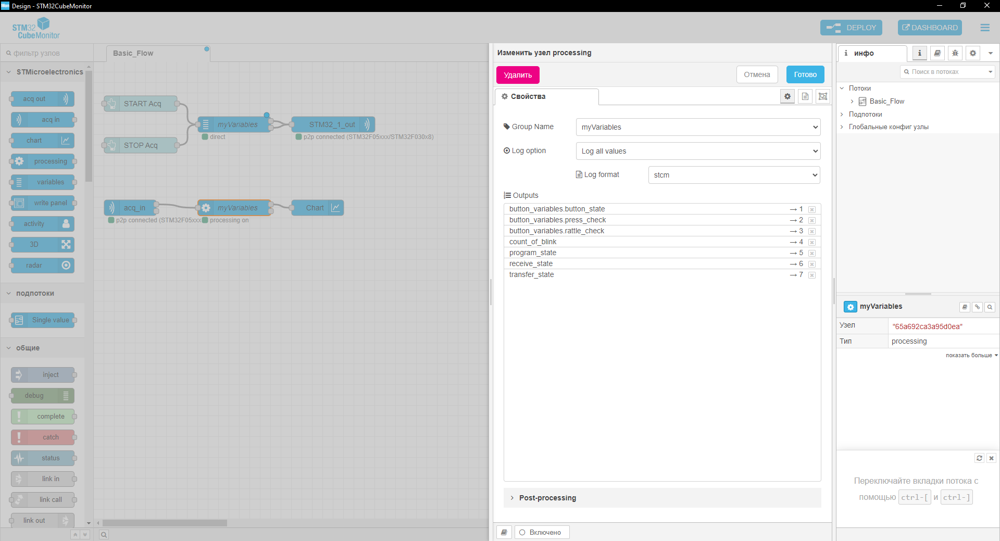 Mon Design - STM32CubeMonitor
STM32
CubeMonitor
DEPLOY
DASHBOARD
фильтр узлов
STMicroelectronics
acq out
acq in
chart
processing
variables
write panel
activity
3D
radar
подпотоки
Single value
общие
inject
debug
complete
catch
status
link in
link call
link out
Basic_Flow
START Acq
myVariables
STM32_1_out
direct
p2p connected (STM32F05xxx/STM32F030x8)
STOP Acq
acq_in
myVariables
Chart
p2p connected (STM32F05xxx
processing on
Изменить узел processing
Удалить
Отмена
Готово
Свойства
Group Name
myVariables
Log option
Log all values
Log format
stcm
Outputs
button_variables.button_state → 1
button_variables.press_check → 2
button_variables.rattle_check → 3
count_of_blink → 4
program_state → 5
receive_state → 6
transfer_state → 7
Post-processing
Включено
i инфо
i
Поиск в потоках
Потоки
Basic_Flow
Подпотоки
Глобальные конфиг узлы
myVariables
Узел "65a692ca3a95d0ea"
Тип processing
показать больше
Переключайте вкладки потока с
помощью ctrl-[ и ctrl-]